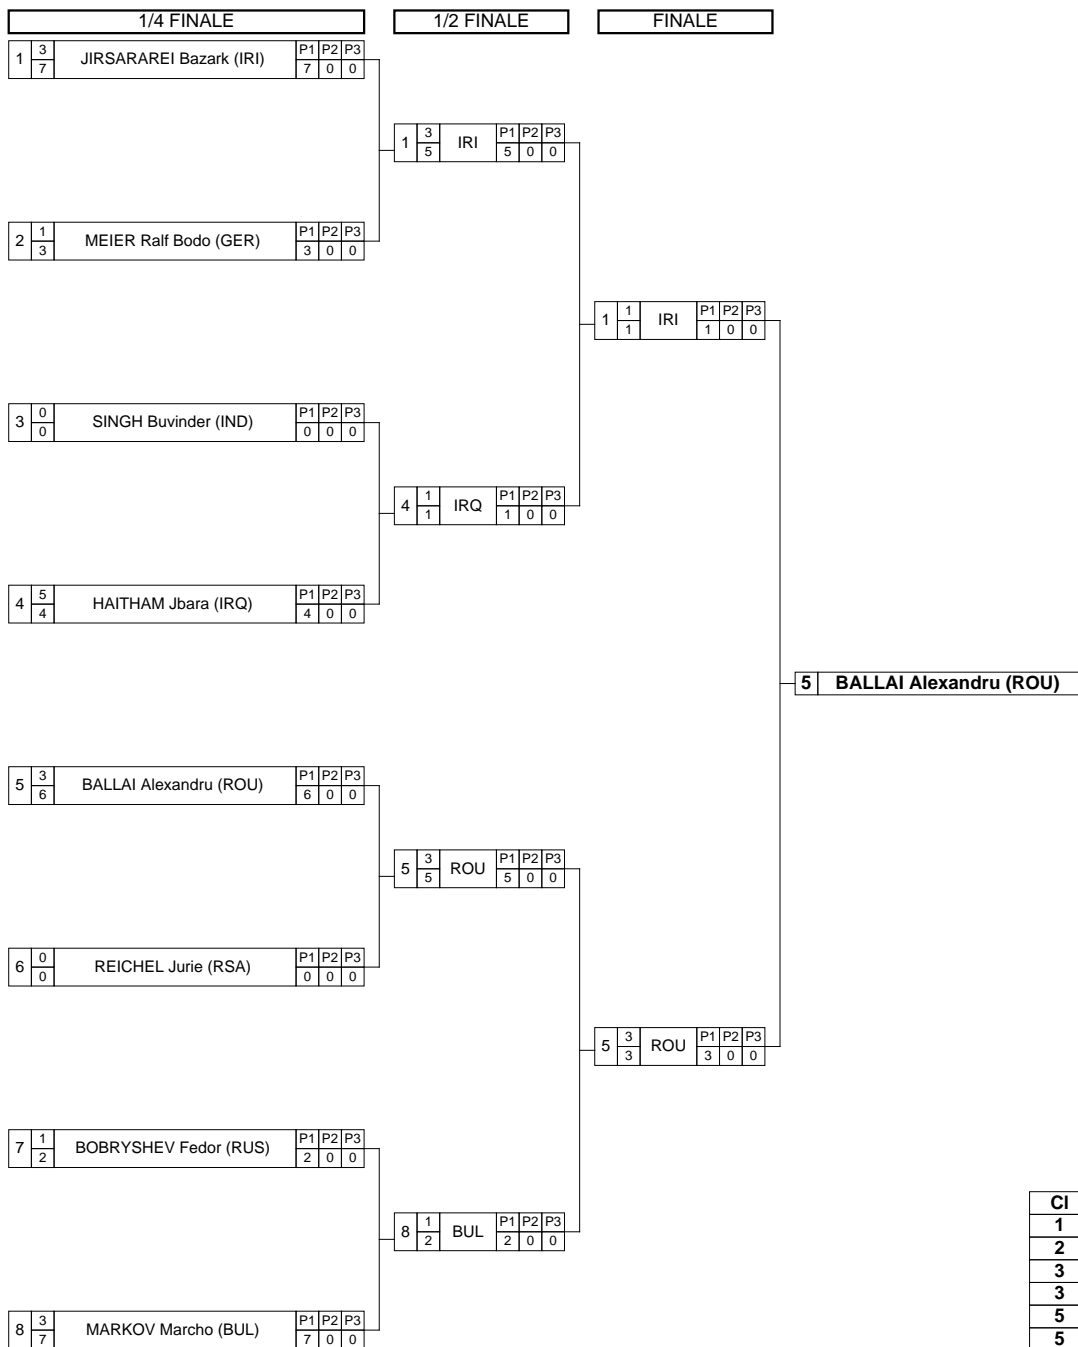 1/4 FINALE 1/2 FINALE FINALE
1 3 7 JIRSARAREI Bazark (IRI) P1 P2 P3 7 0 0
1 3 5 IRI P1 P2 P3 5 0 0
2 1 3 MEIER Ralf Bodo (GER) P1 P2 P3 3 0 0
1 1 1 IRI P1 P2 P3 1 0 0
3 0 0 SINGH Buvinder (IND) P1 P2 P3 0 0 0
4 1 1 IRQ P1 P2 P3 1 0 0
4 5 4 HAITHAM Jbara (IRQ) P1 P2 P3 4 0 0
5 BALLAI Alexandru (ROU)
5 3 6 BALLAI Alexandru (ROU) P1 P2 P3 6 0 0
5 3 5 ROU P1 P2 P3 5 0 0
6 0 0 REICHEL Jurie (RSA) P1 P2 P3 0 0 0
5 3 3 ROU P1 P2 P3 3 0 0
7 1 2 BOBRYSHEV Fedor (RUS) P1 P2 P3 2 0 0
8 1 2 BUL P1 P2 P3 2 0 0
8 3 7 MARKOV Marcho (BUL) P1 P2 P3 7 0 0
Cl
1
2
3
3
5
5